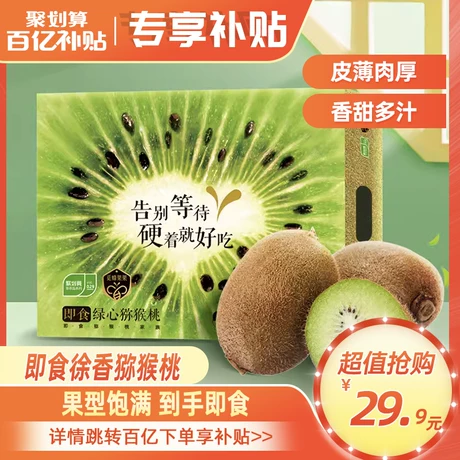 聚划算
百亿补贴
专享补贴
皮薄肉厚
香甜多汁
告别等待
硬着就好吃
聚划算
即食绿心猕猴桃
即食徐香猕猴桃
果型饱满 到手即食
详情跳转百亿下单享补贴>>
超值抢购
¥29.9元